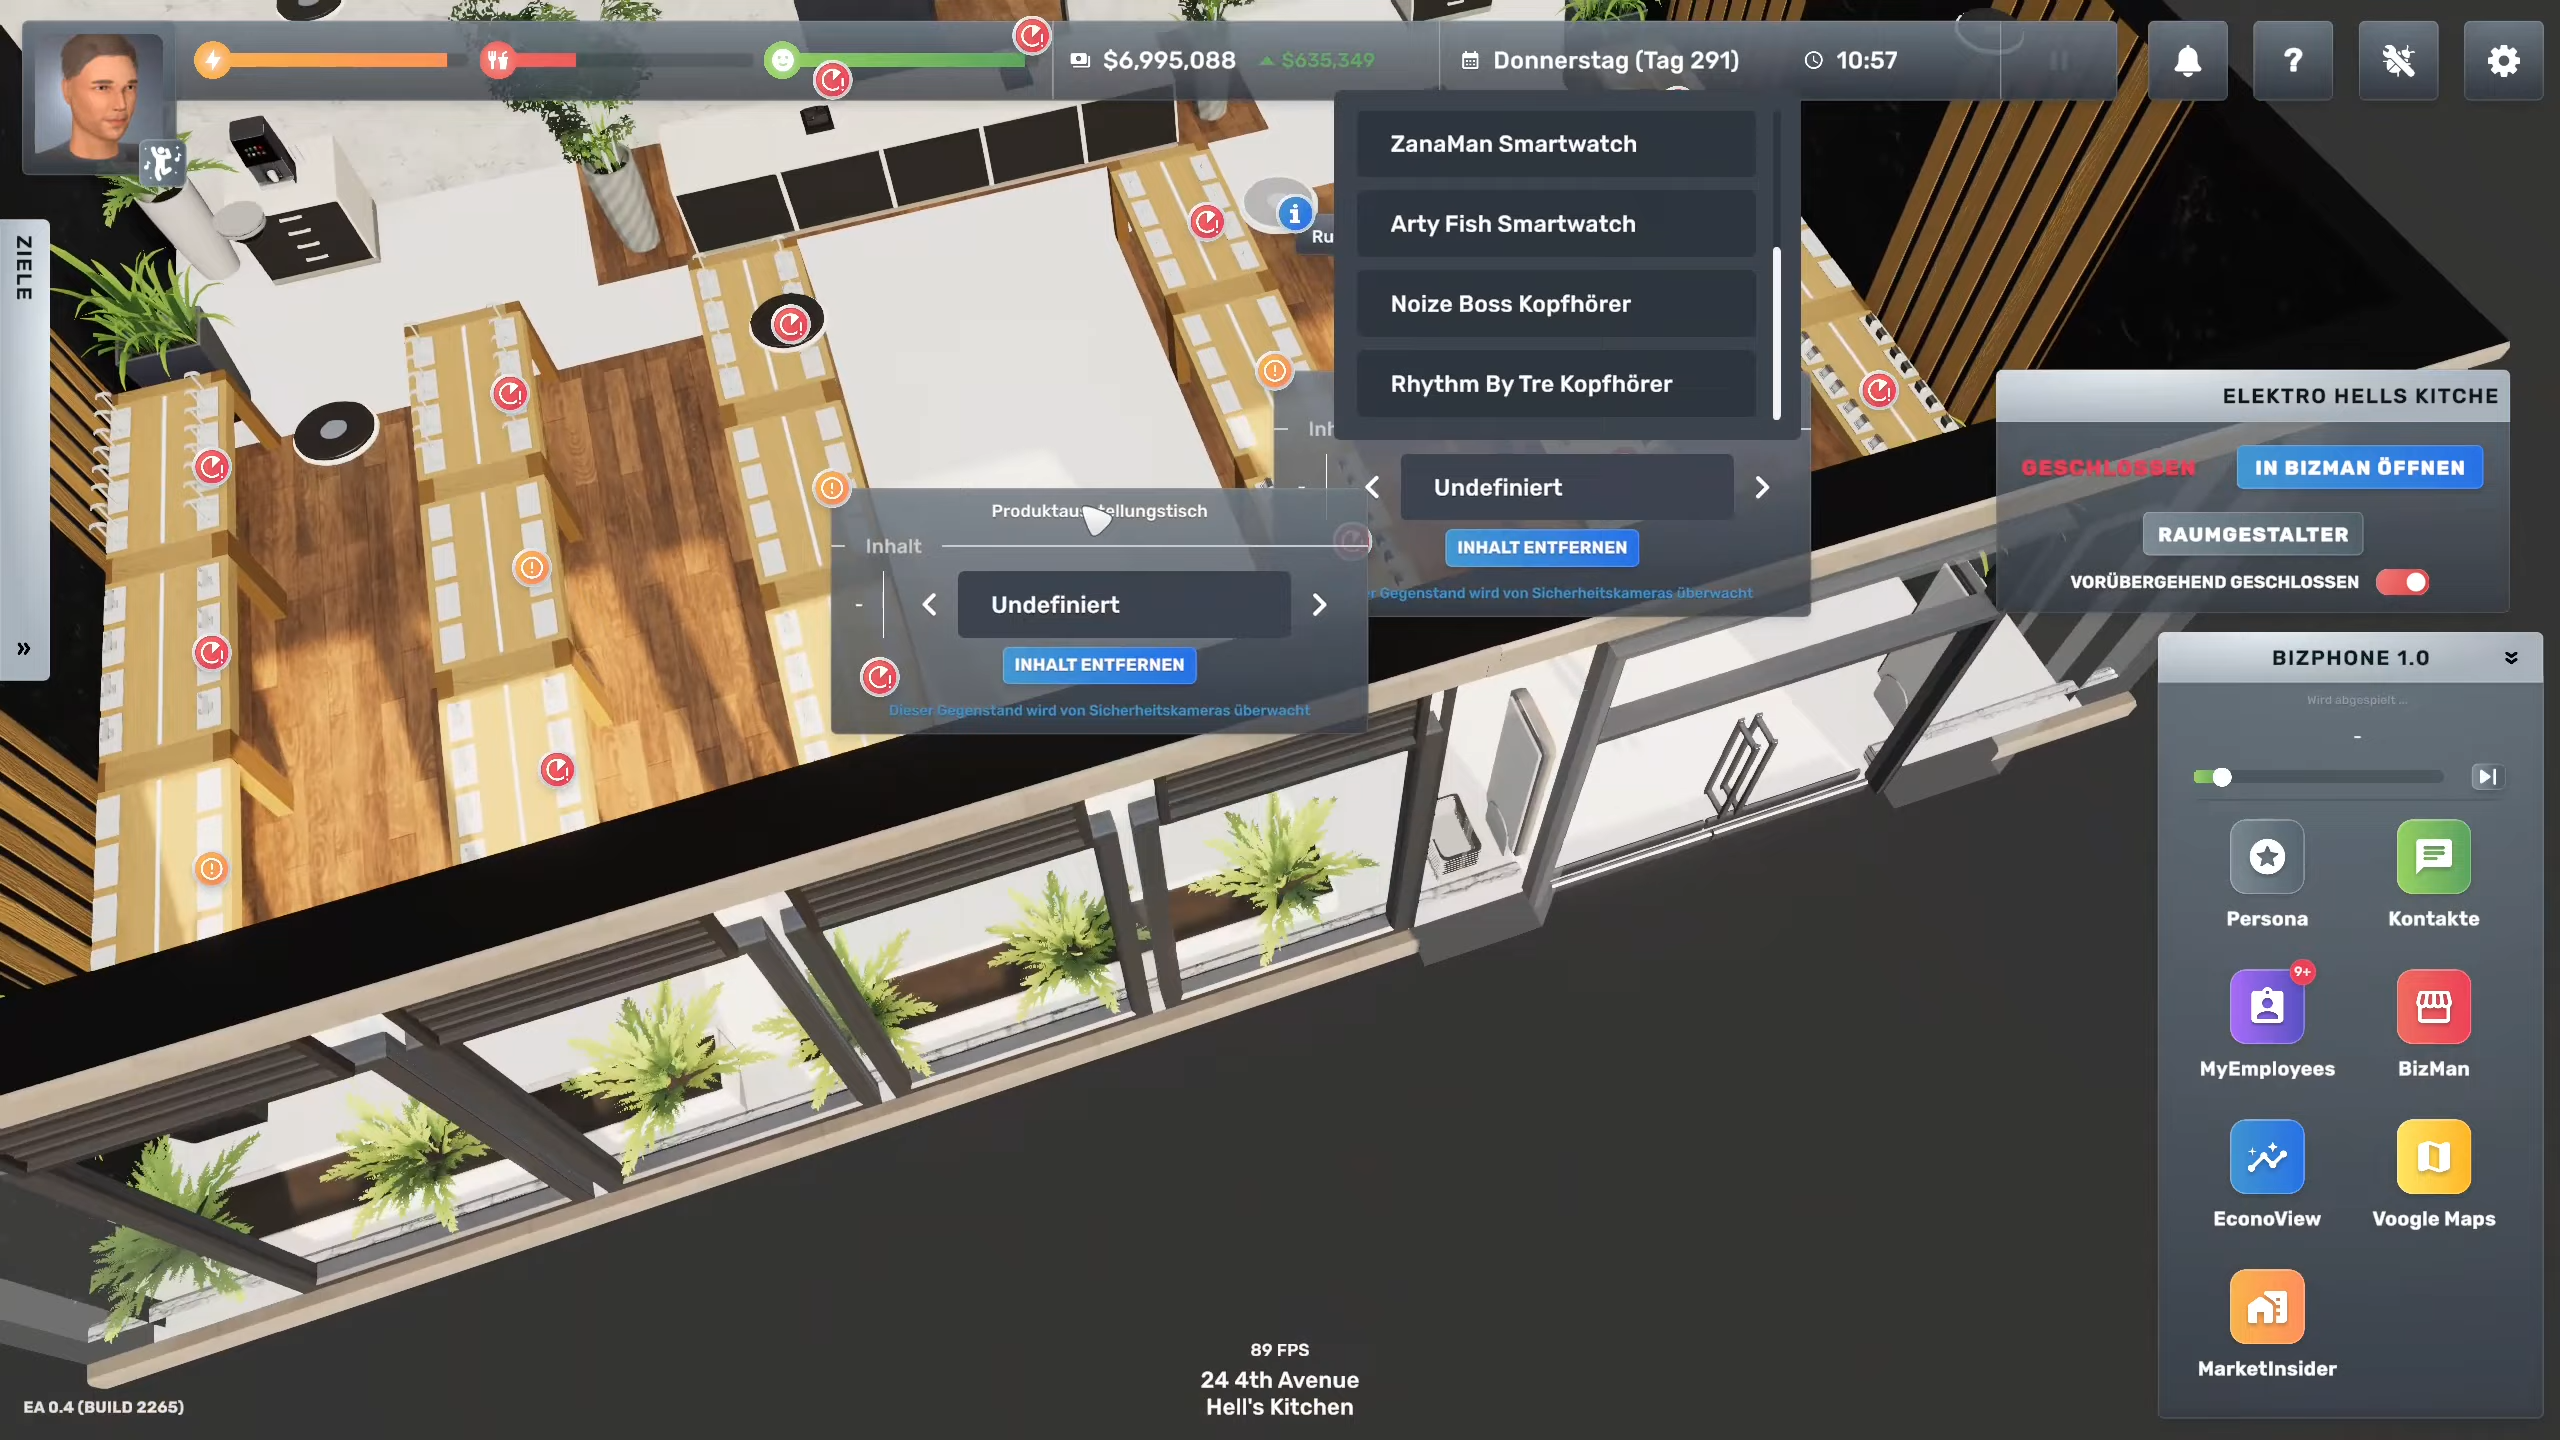 $6,995,088
$635,349
Donnerstag (Tag 291)
10:57
?
ZIELE
ZanaMan Smartwatch
Arty Fish Smartwatch
Noize Boss Kopfhörer
Rhythm By Tre Kopfhörer
Undefiniert
INHALT ENTFERNEN
Gegenstand wird von Sicherheitskameras überwacht
Inhalt
-
Undefiniert
INHALT ENTFERNEN
Dieser Gegenstand wird von Sicherheitskameras überwacht
ELEKTRO HELLS KITCHE
GESCHLOSSEN
IN BIZMAN ÖFFNEN
RAUMGESTALTER
VORÜBERGEHEND GESCHLOSSEN
BIZPHONE 1.0
Wird abgespielt ...
-
Persona
Kontakte
9+
MyEmployees
BizMan
EconoView
Voogle Maps
MarketInsider
89 FPS
24 4th Avenue
Hell's Kitchen
EA 0.4 (BUILD 2265)